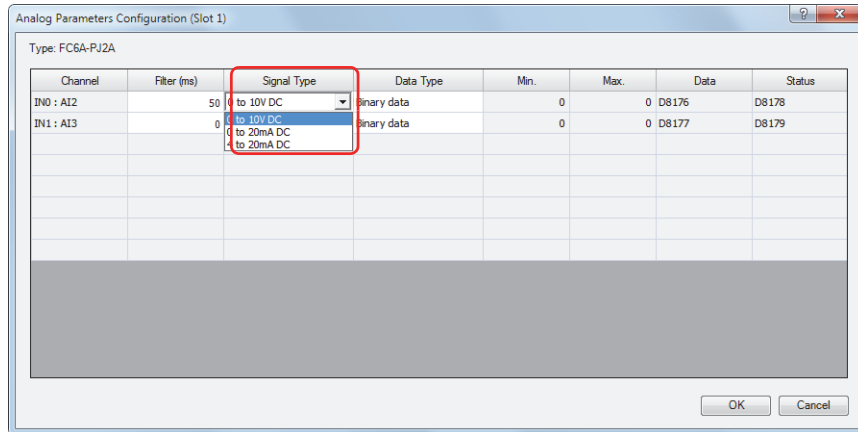 Analog Parameters Configuration (Slot 1)
Type: FC6A-PJ2A
Channel Filter (ms) Signal Type Data Type Min. Max. Data Status
IN0 : AI2 50 0 to 10V DC Binary data 0 0 D8176 D8178
IN1 : AI3 0 0 to 10V DC Binary data 0 0 D8177 D8179
0 to 20mA DC
4 to 20mA DC
OK Cancel